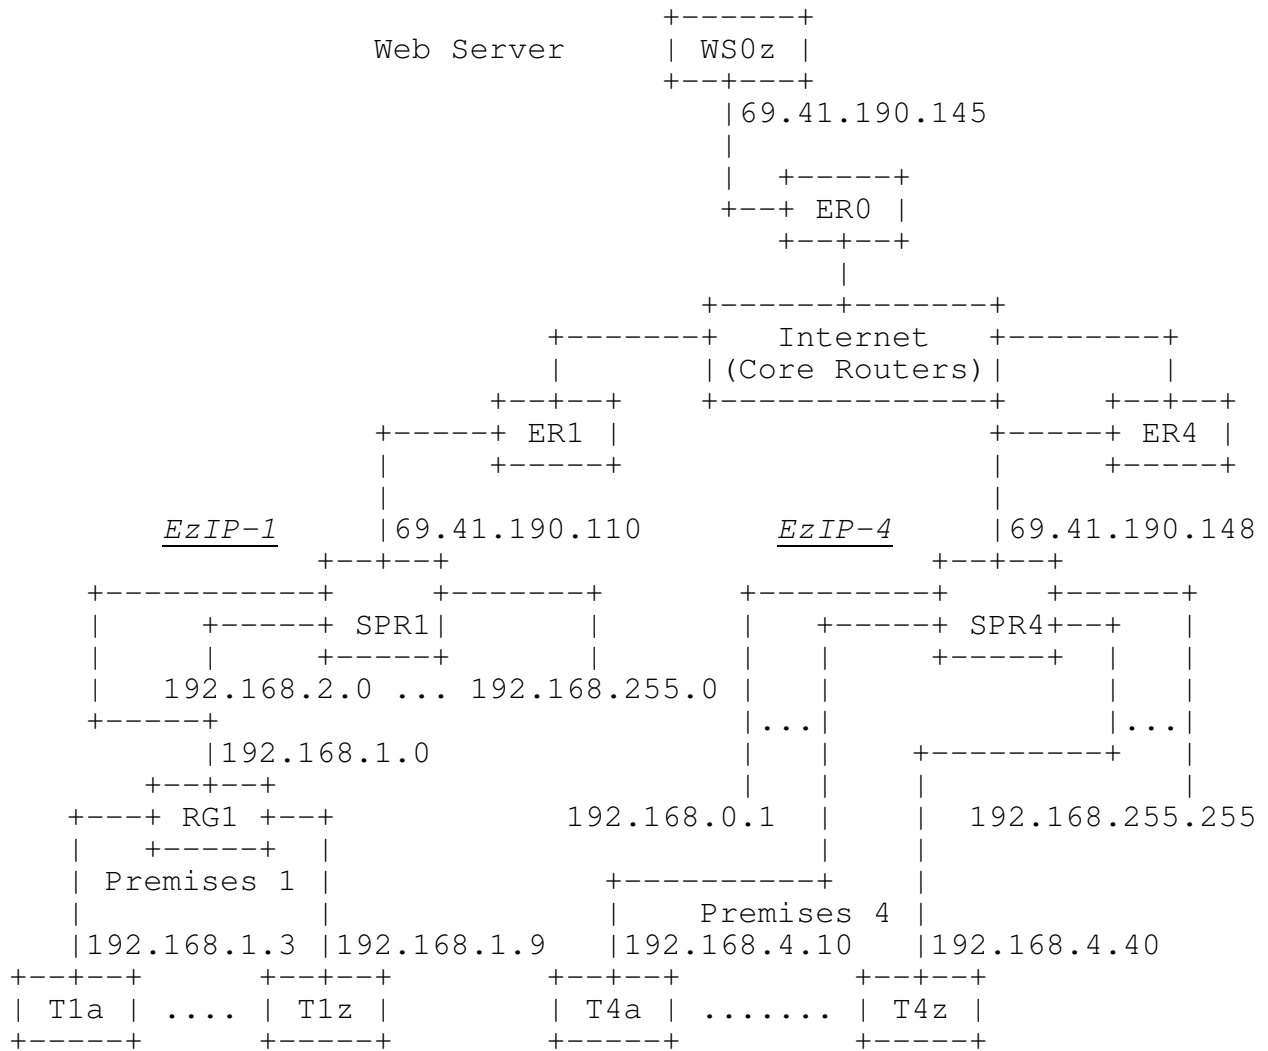 WS0z
Web Server
69.41.190.145
ER0
Internet
(Core Routers)
ER1 ER4
EzIP-1 69.41.190.110 EzIP-4 69.41.190.148
SPR1 SPR4
192.168.2.0 ... 192.168.255.0
... ...
192.168.1.0
RG1 192.168.0.1 192.168.255.255
Premises 1
Premises 4
192.168.1.3 192.168.1.9 192.168.4.10 192.168.4.40
T1a .... T1z T4a ....... T4z